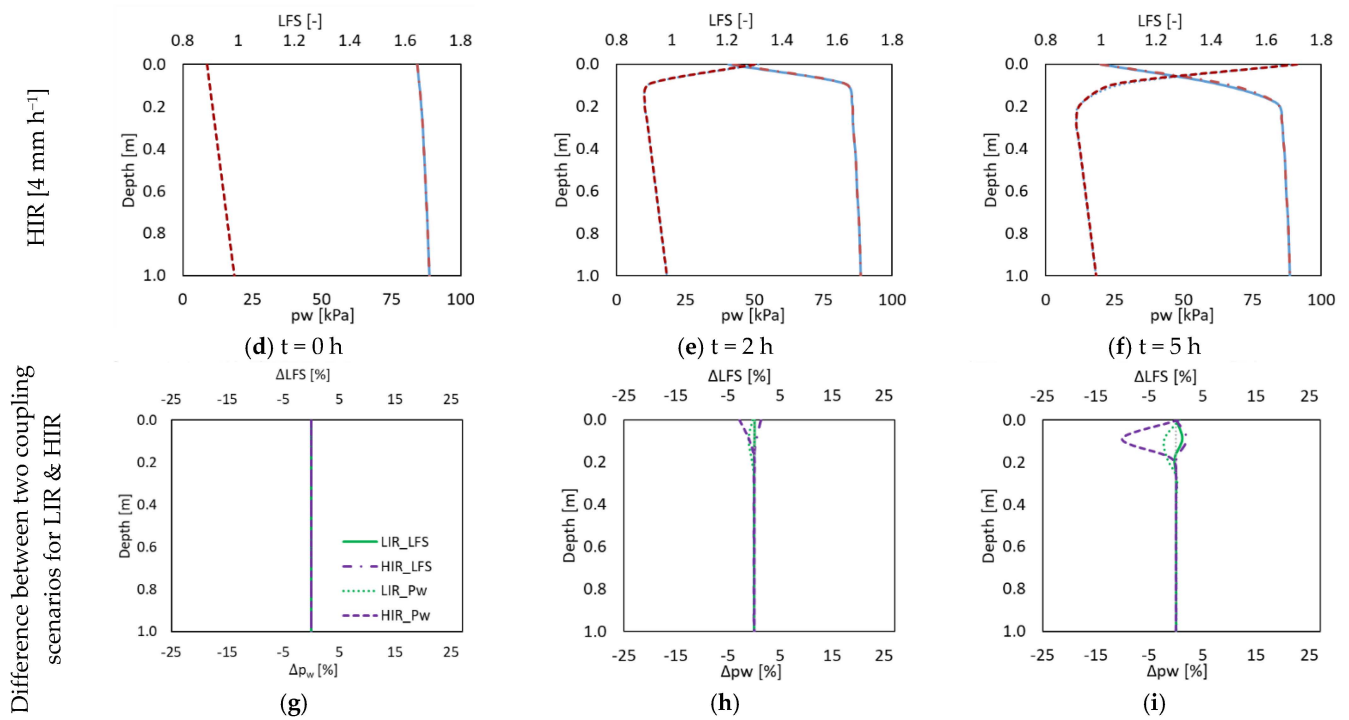 LFS [-]
0.8 1 1.2 1.4 1.6 1.8
0.0
0.2
0.4
0.6
0.8
1.0
Depth [m]
0 25 50 75 100
pw [kPa]
(d) t = 0 h
LFS [-]
0.8 1 1.2 1.4 1.6 1.8
0.0
0.2
0.4
0.6
0.8
1.0
Depth [m]
0 25 50 75 100
pw [kPa]
(e) t = 2 h
LFS [-]
0.8 1 1.2 1.4 1.6 1.8
0.0
0.2
0.4
0.6
0.8
1.0
Depth [m]
0 25 50 75 100
pw [kPa]
(f) t = 5 h
HIR [4 mm h⁻¹]
ΔLFS [%]
-25 -15 -5 5 15 25
0.0
0.2
0.4
0.6
0.8
1.0
Depth [m]
LIR_LFS
HIR_LFS
LIR_Pw
HIR_Pw
-25 -15 -5 5 15 25
Δpw [%]
(g)
ΔLFS [%]
-25 -15 -5 5 15 25
0.0
0.2
0.4
0.6
0.8
1.0
Depth [m]
-25 -15 -5 5 15 25
Δpw [%]
(h)
ΔLFS [%]
-25 -15 -5 5 15 25
0.0
0.2
0.4
0.6
0.8
1.0
Depth [m]
-25 -15 -5 5 15 25
Δpw [%]
(i)
Difference between two coupling
scenarios for LIR & HIR